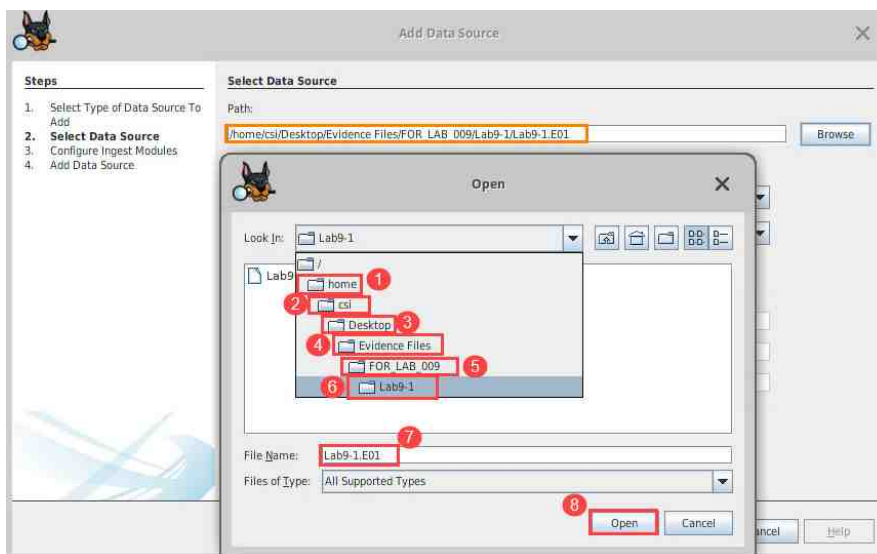 Add Data Source
Steps
1. Select Type of Data Source To
Add
2. Select Data Source
3. Configure Ingest Modules
4. Add Data Source
Select Data Source
Path:
/home/csi/Desktop/Evidence Files/FOR_LAB_009/Lab9-1/Lab9-1.E01
Browse
Open
Look In: Lab9-1
/
home 1
2 csi
Desktop 3
4 Evidence Files
FOR_LAB_009 5
6 Lab9-1
Lab9
7
File Name: Lab9-1.E01
Files of Type: All Supported Types
8
Open Cancel
ancel Help